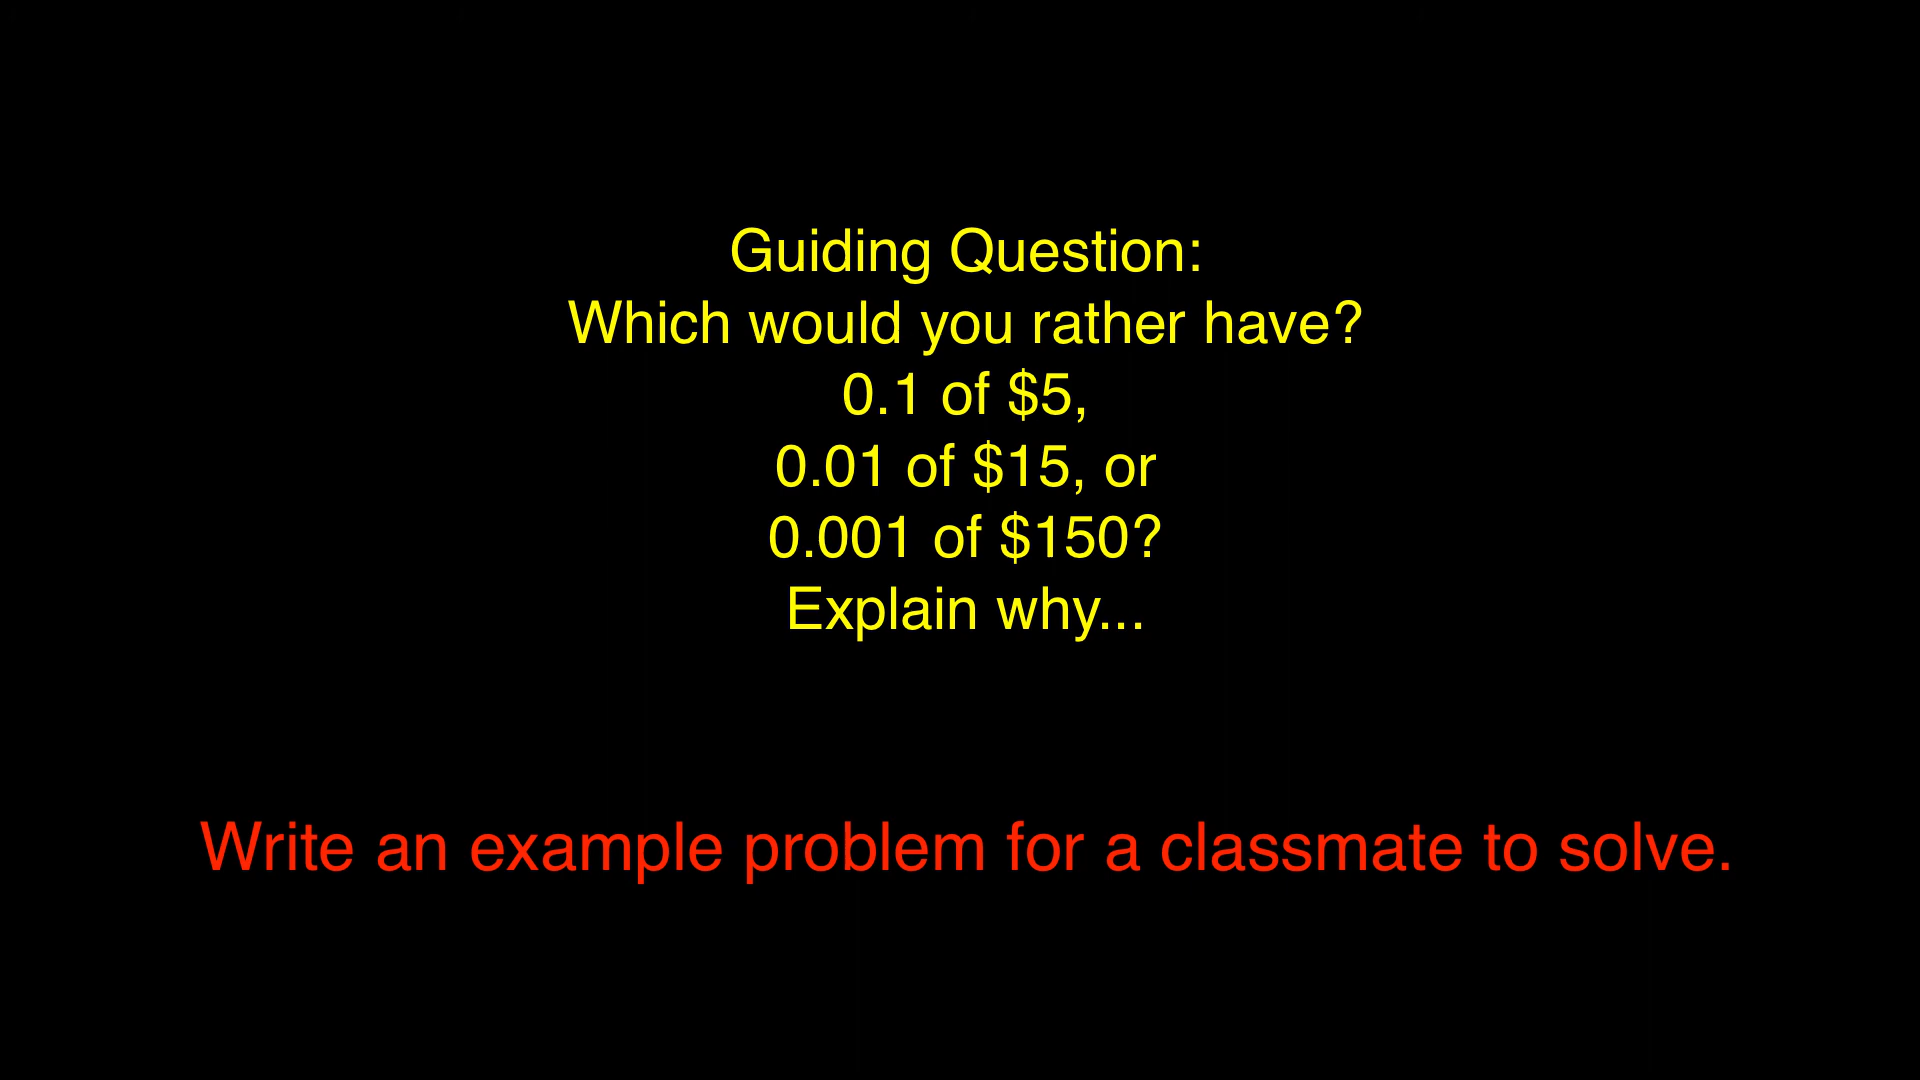 Guiding Question:
Which would you rather have?
0.1 of $5,
0.01 of $15, or
0.001 of $150?
Explain why...
Write an example problem for a classmate to solve.